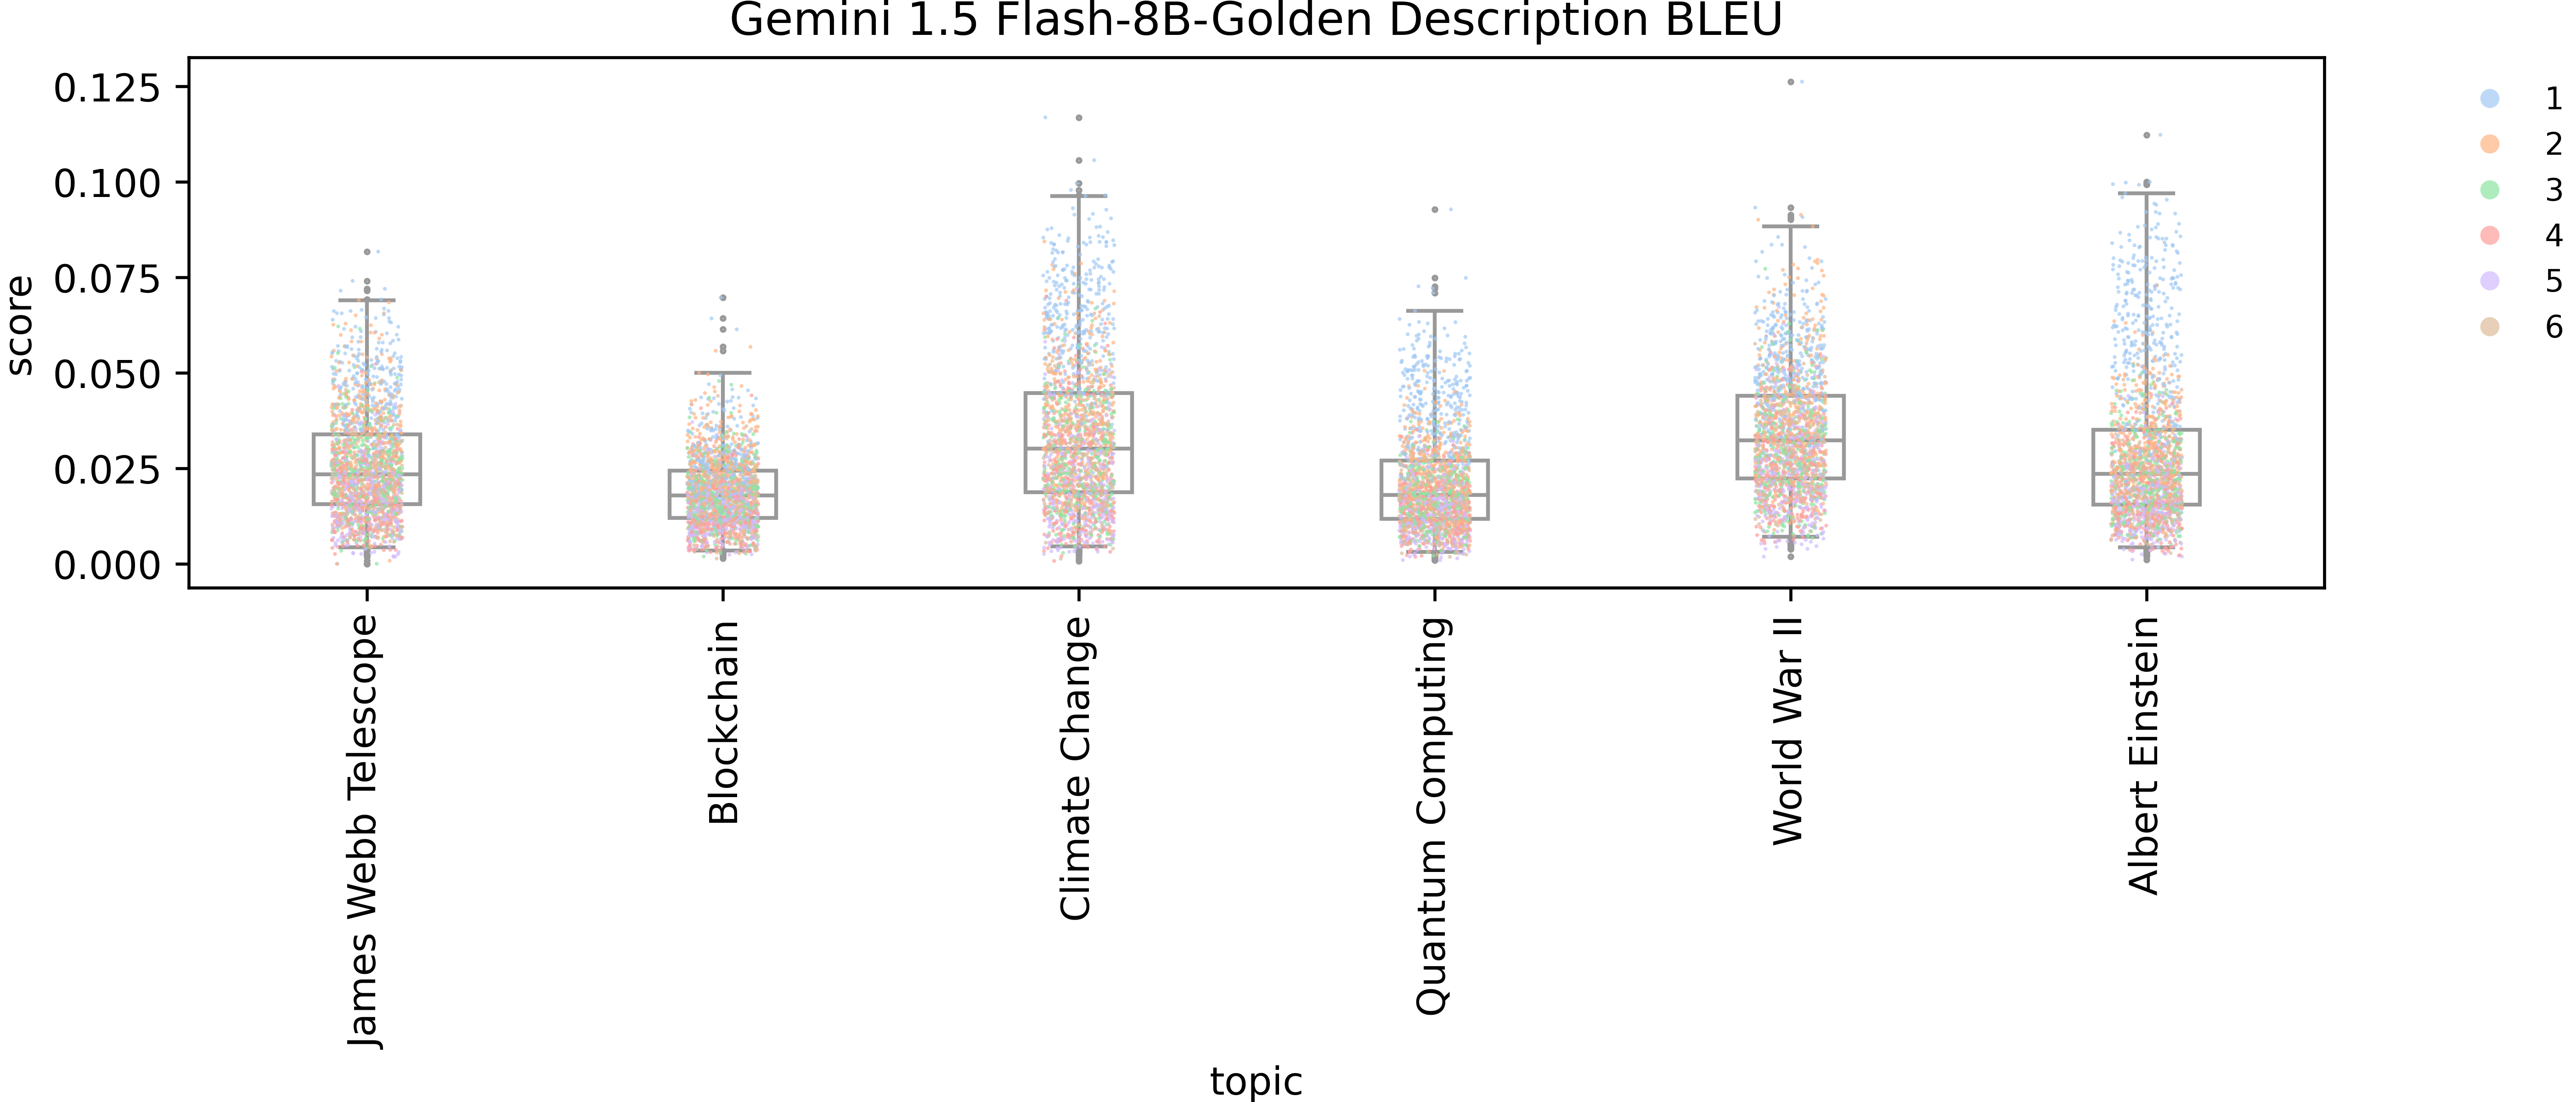 Gemini 1.5 Flash-8B-Golden Description BLEU
score
0.125
0.100
0.075
0.050
0.025
0.000
James Webb Telescope
Blockchain
Climate Change
Quantum Computing
World War II
Albert Einstein
topic
1
2
3
4
5
6